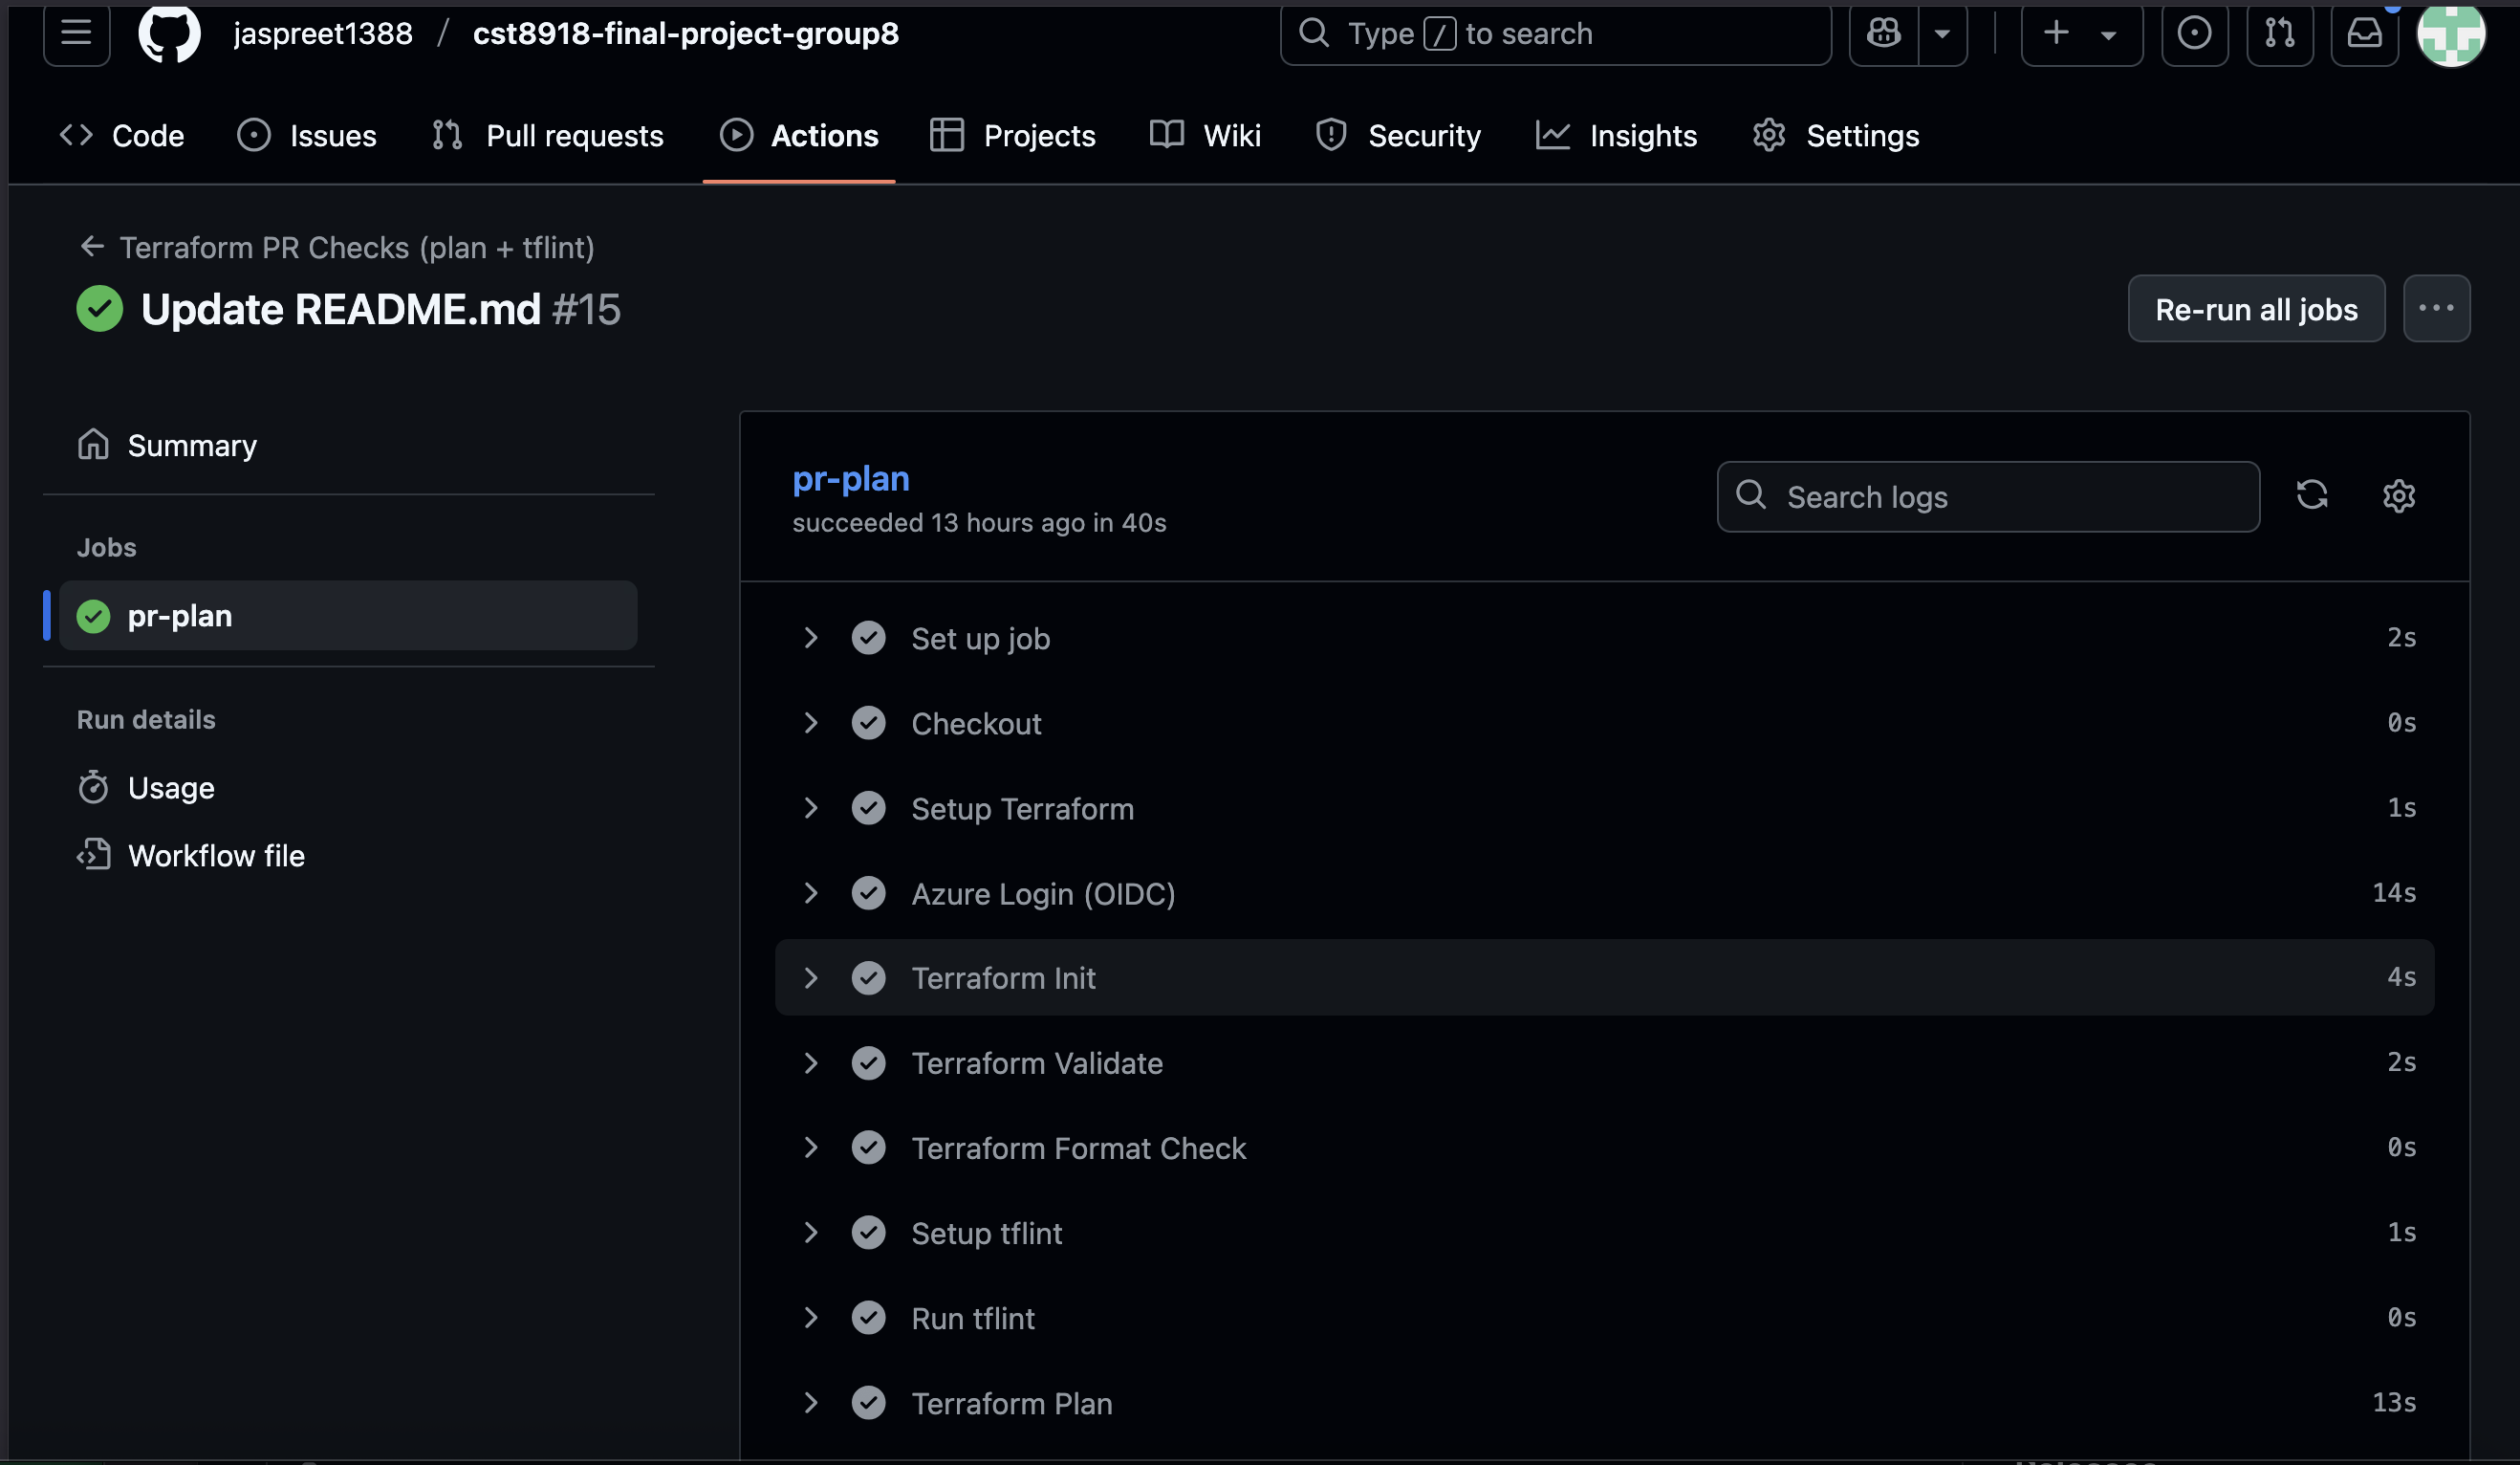 jaspreet1388 / cst8918-final-project-group8
Type / to search
Code Issues Pull requests Actions Projects Wiki Security Insights Settings
Terraform PR Checks (plan + tflint)
Update README.md #15
Re-run all jobs
Summary
Jobs
pr-plan
Run details
Usage
Workflow file
pr-plan
succeeded 13 hours ago in 40s
Search logs
Set up job 2s
Checkout 0s
Setup Terraform 1s
Azure Login (OIDC) 14s
Terraform Init 4s
Terraform Validate 2s
Terraform Format Check 0s
Setup tflint 1s
Run tflint 0s
Terraform Plan 13s